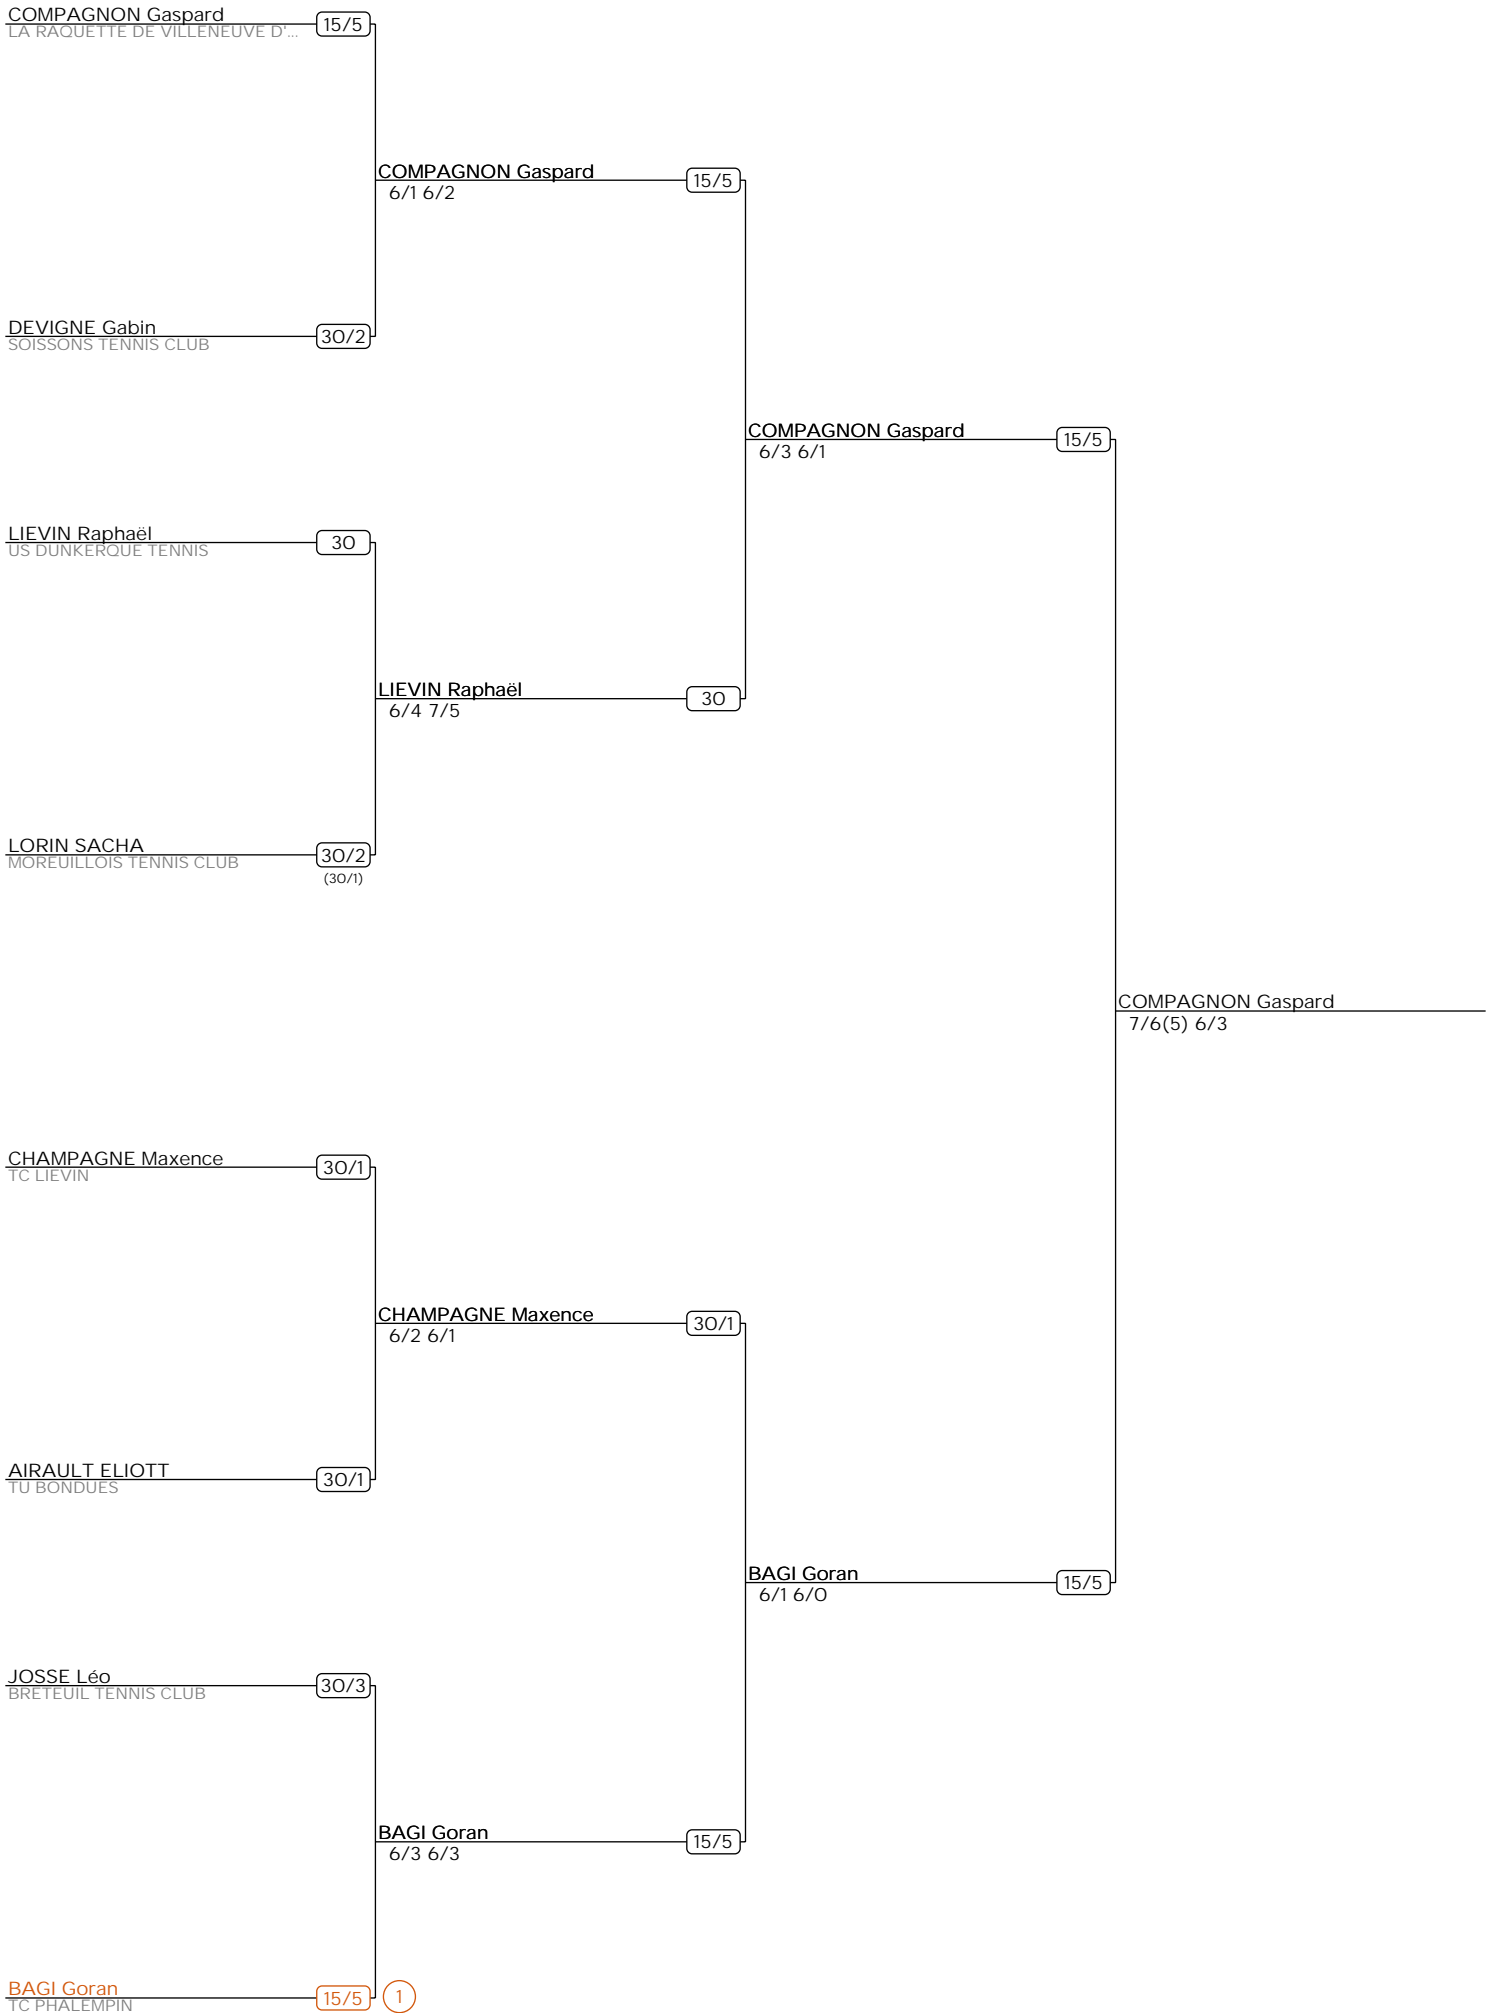 COMPAGNON Gaspard
LA RAQUETTE DE VILLENEUVE D'...
15/5
COMPAGNON Gaspard
6/1 6/2
15/5
DEVIGNE Gabin
SOISSONS TENNIS CLUB
30/2
COMPAGNON Gaspard
6/3 6/1
15/5
LIEVIN Raphaël
US DUNKERQUE TENNIS
30
LIEVIN Raphaël
6/4 7/5
30
LORIN SACHA
MOREUILLOIS TENNIS CLUB
30/2
(30/1)
COMPAGNON Gaspard
7/6(5) 6/3
CHAMPAGNE Maxence
TC LIEVIN
30/1
CHAMPAGNE Maxence
6/2 6/1
30/1
AIRAULT ELIOTT
TU BONDUES
30/1
BAGI Goran
6/1 6/0
15/5
JOSSE Léo
BRETEUIL TENNIS CLUB
30/3
BAGI Goran
6/3 6/3
15/5
BAGI Goran
TC PHALEMPIN
15/5
1